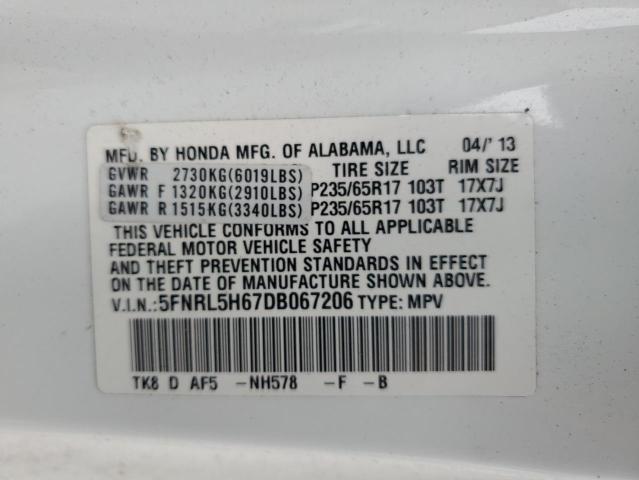 MFD. BY HONDA MFG. OF ALABAMA, LLC 04/'13
GVWR 2730KG(6019LBS) TIRE SIZE RIM SIZE
GAWR F 1320KG(2910LBS) P235/65R17 103T 17X7J
GAWR R 1515KG(3340LBS) P235/65R17 103T 17X7J
THIS VEHICLE CONFORMS TO ALL APPLICABLE
FEDERAL MOTOR VEHICLE SAFETY
AND THEFT PREVENTION STANDARDS IN EFFECT
ON THE DATE OF MANUFACTURE SHOWN ABOVE.
V.I.N.:5FNRL5H67DB067206 TYPE: MPV
TK8 D AF5 -NH578 -F -B